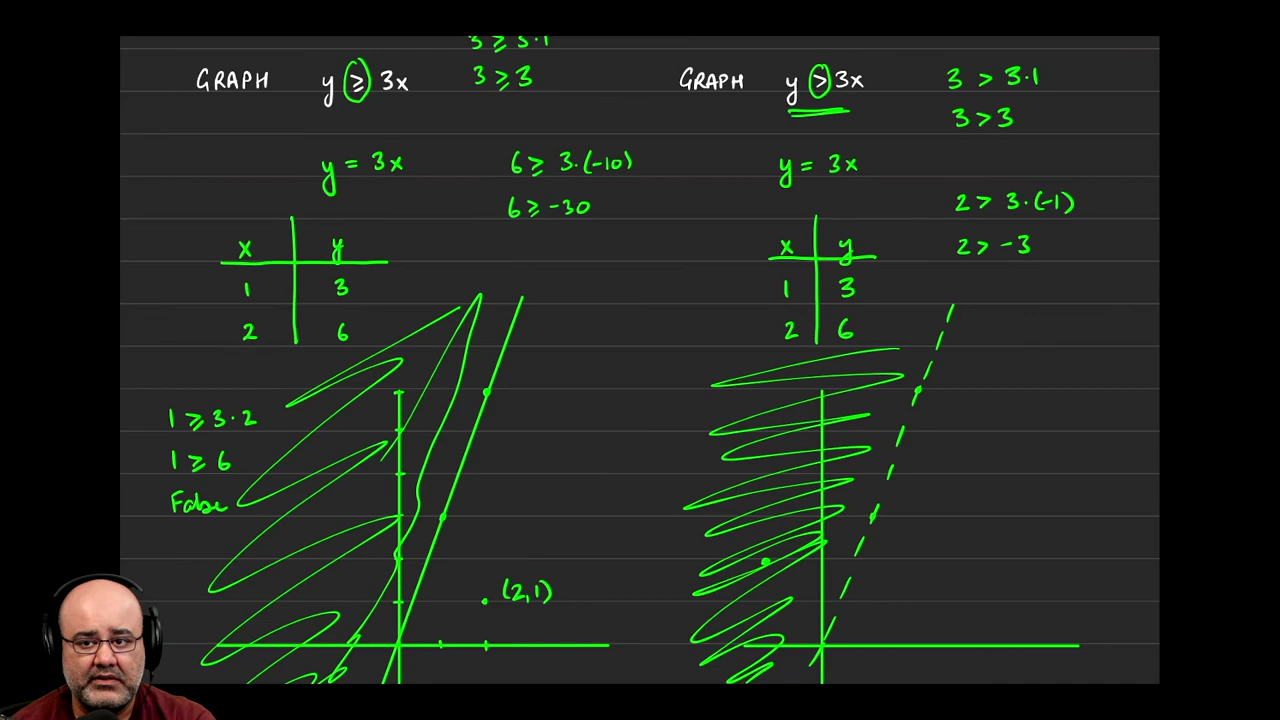 3 ≥ 3·1
GRAPH y ≥ 3x
3 ≥ 3
y = 3x
6 ≥ 3·(-10)
6 ≥ -30
x y
1 3
2 6
1 ≥ 3·2
1 ≥ 6
False
(2,1)
GRAPH y > 3x
3 > 3·1
3 > 3
y = 3x
2 > 3·(-1)
2 > -3
x y
1 3
2 6